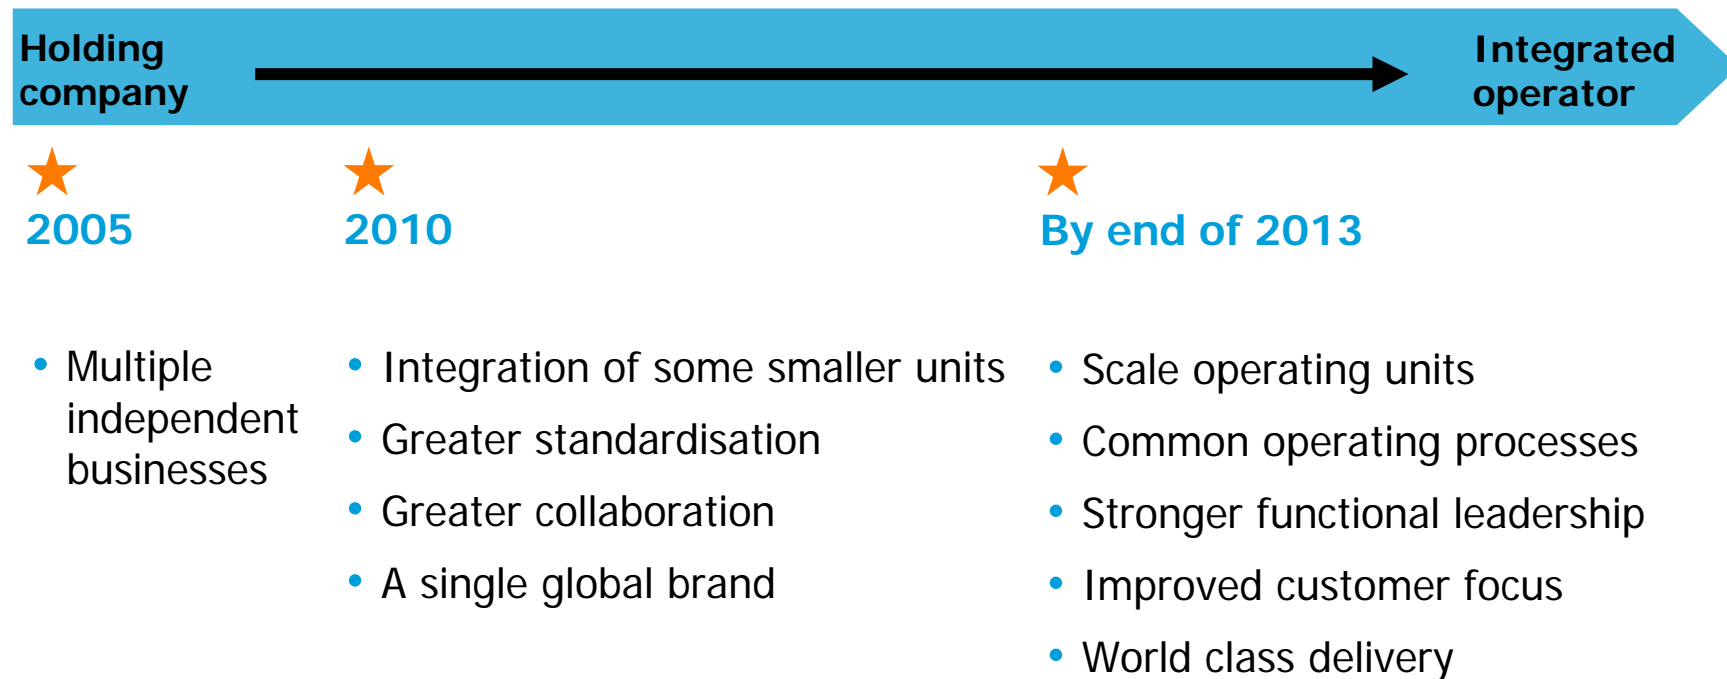 Holding
company
Integrated
operator
2005
2010
By end of 2013
• Multiple
independent
businesses
• Integration of some smaller units
• Greater standardisation
• Greater collaboration
• A single global brand
• Scale operating units
• Common operating processes
• Stronger functional leadership
• Improved customer focus
• World class delivery